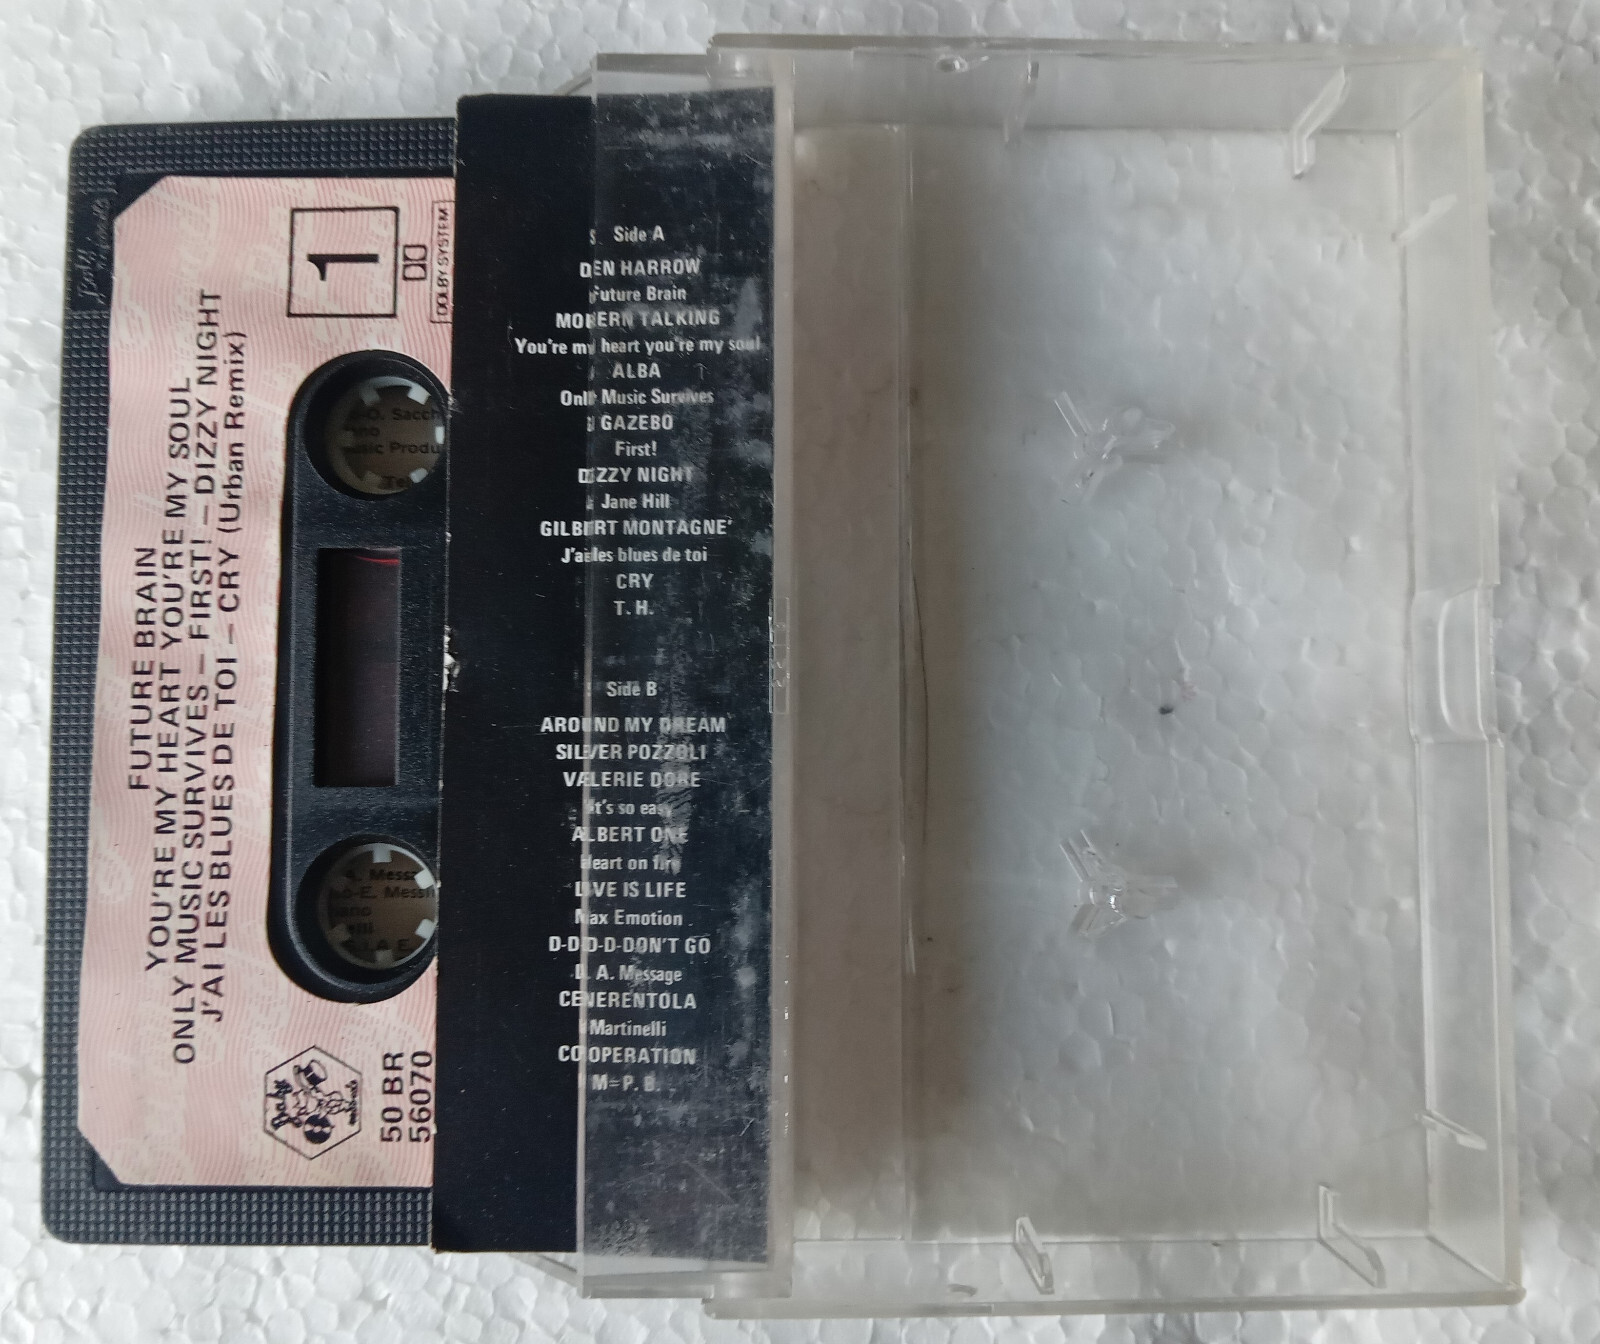 FUTURE BRAIN
YOU'RE MY HEART YOU'RE MY SOUL
ONLY MUSIC SURVIVES – FIRST! – DIZZY NIGHT
J'AI LES BLUES DE TOI – CRY (Urban Remix)
1
DOLBY SYSTEM
50 BR
56070
Baby
records
Side A
DEN HARROW
Future Brain
MODERN TALKING
You're my heart you're my soul
ALBA
Only Music Survives
GAZEBO
First!
DIZZY NIGHT
Jane Hill
GILBERT MONTAGNE'
J'ai les blues de toi
CRY
T. H.
Side B
AROUND MY DREAM
SILVER POZZOLI
VALERIE DORE
It's so easy
ALBERT ONE
Heart on fire
LIVE IS LIFE
Max Emotion
D-D-D-D-DON'T GO
D. A. Message
CENERENTOLA
Martinelli
COOPERATION